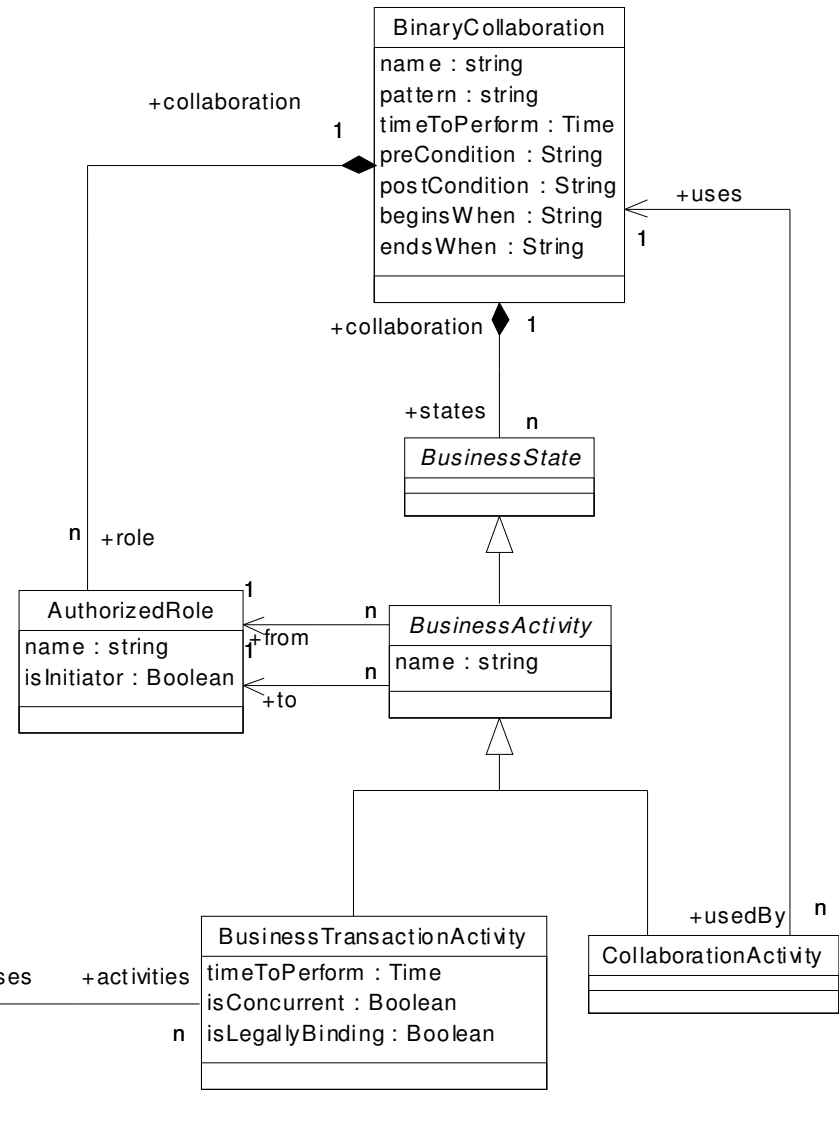 BinaryCollaboration
name : string
pattern : string
timeToPerform : Time
preCondition : String
postCondition : String
beginsWhen : String
endsWhen : String
+collaboration
1
+uses
1
+collaboration
1
+states
n
BusinessState
n
+role
AuthorizedRole
name : string
isInitiator : Boolean
1
n
+from
1
n
+to
BusinessActivity
name : string
+usedBy
n
BusinessTransactionActivity
timeToPerform : Time
isConcurrent : Boolean
isLegallyBinding : Boolean
CollaborationActivity
ses
+activities
n